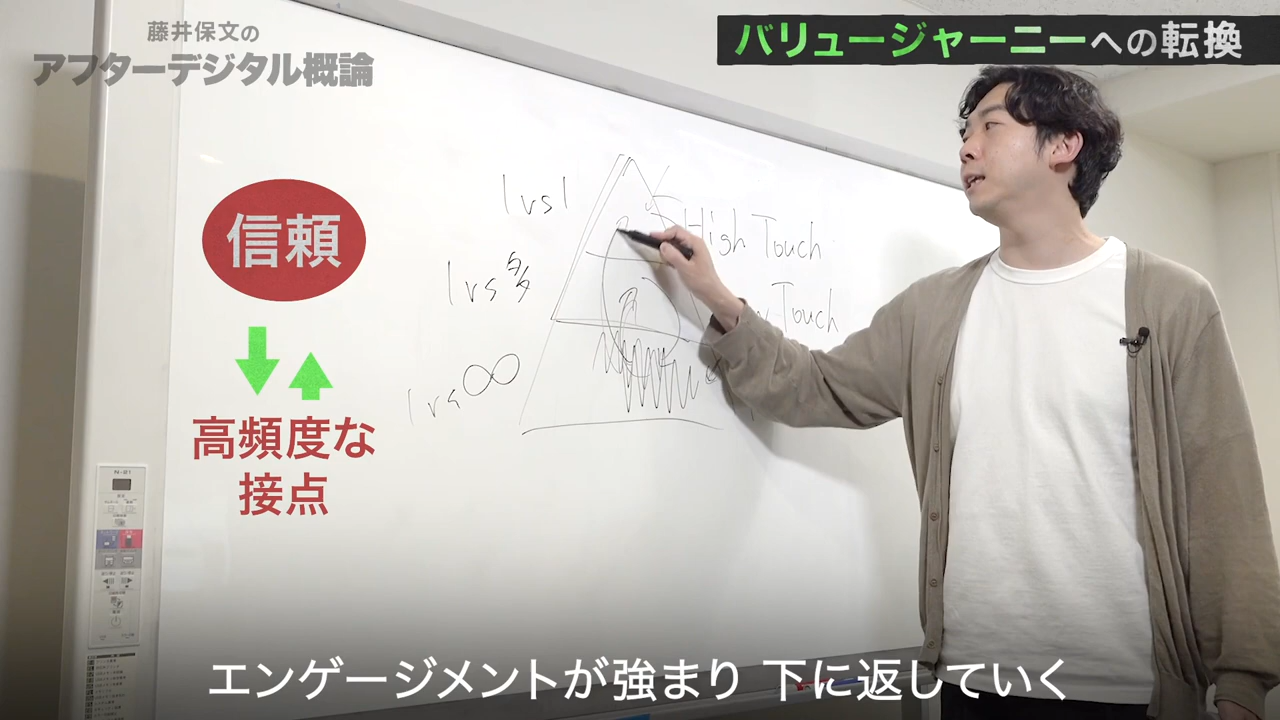 藤井保文の
アフターデジタル概論
バリュージャーニーへの転換
信頼
高頻度な
接点
1 vs 1
High Touch
1 vs 多
Touch
1 vs ∞
N-21
エンゲージメントが強まり 下に返していく